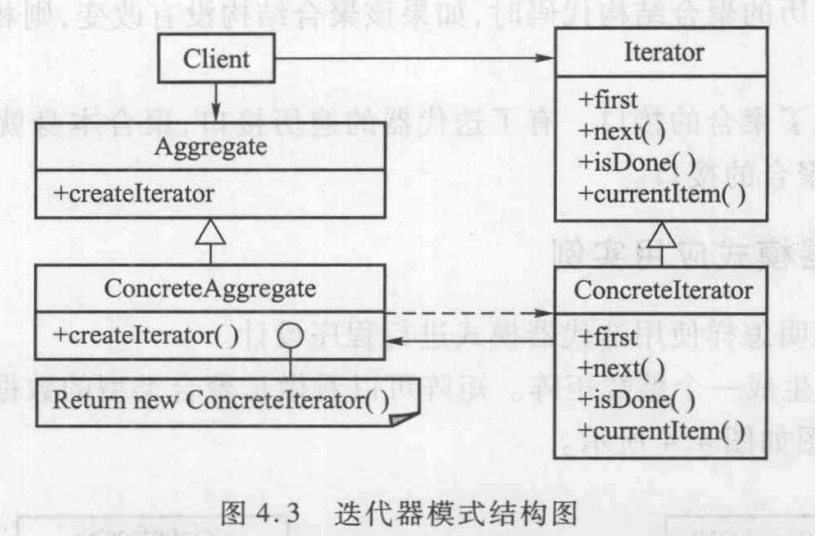 Client
Iterator
+first
+next( )
+isDone( )
+currentItem( )
Aggregate
+createIterator
ConcreteAggregate
+createIterator( )
Return new ConcreteIterator( )
ConcreteIterator
+first
+next( )
+isDone( )
+currentItem( )
图 4.3 迭代器模式结构图